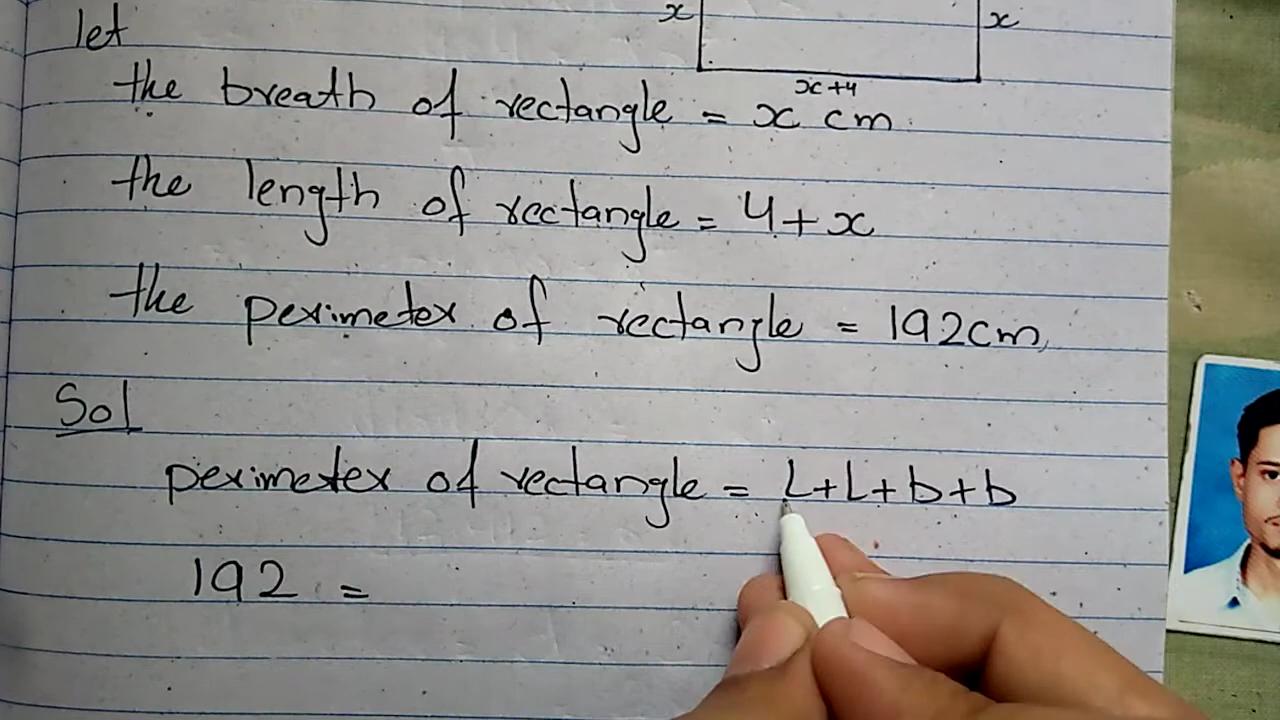 x x
x+4
let
the breath of rectangle = x cm
the length of rectangle = 4+x
the perimeter of rectangle = 192cm
Sol
perimeter of rectangle = L+L+b+b
192 =